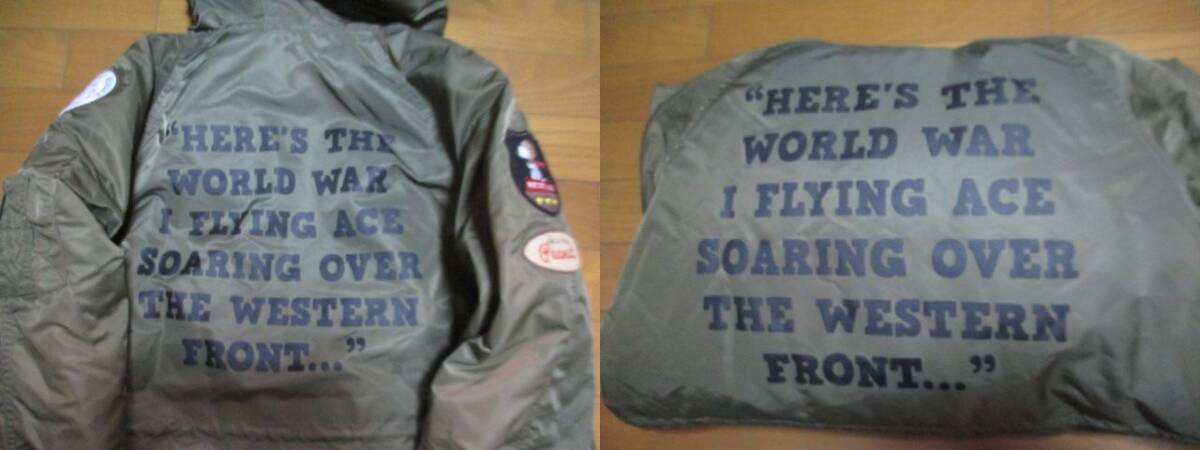 “HERE'S THE
WORLD WAR
I FLYING ACE
SOARING OVER
THE WESTERN
FRONT...”
“HERE'S THE
WORLD WAR
I FLYING ACE
SOARING OVER
THE WESTERN
FRONT...”